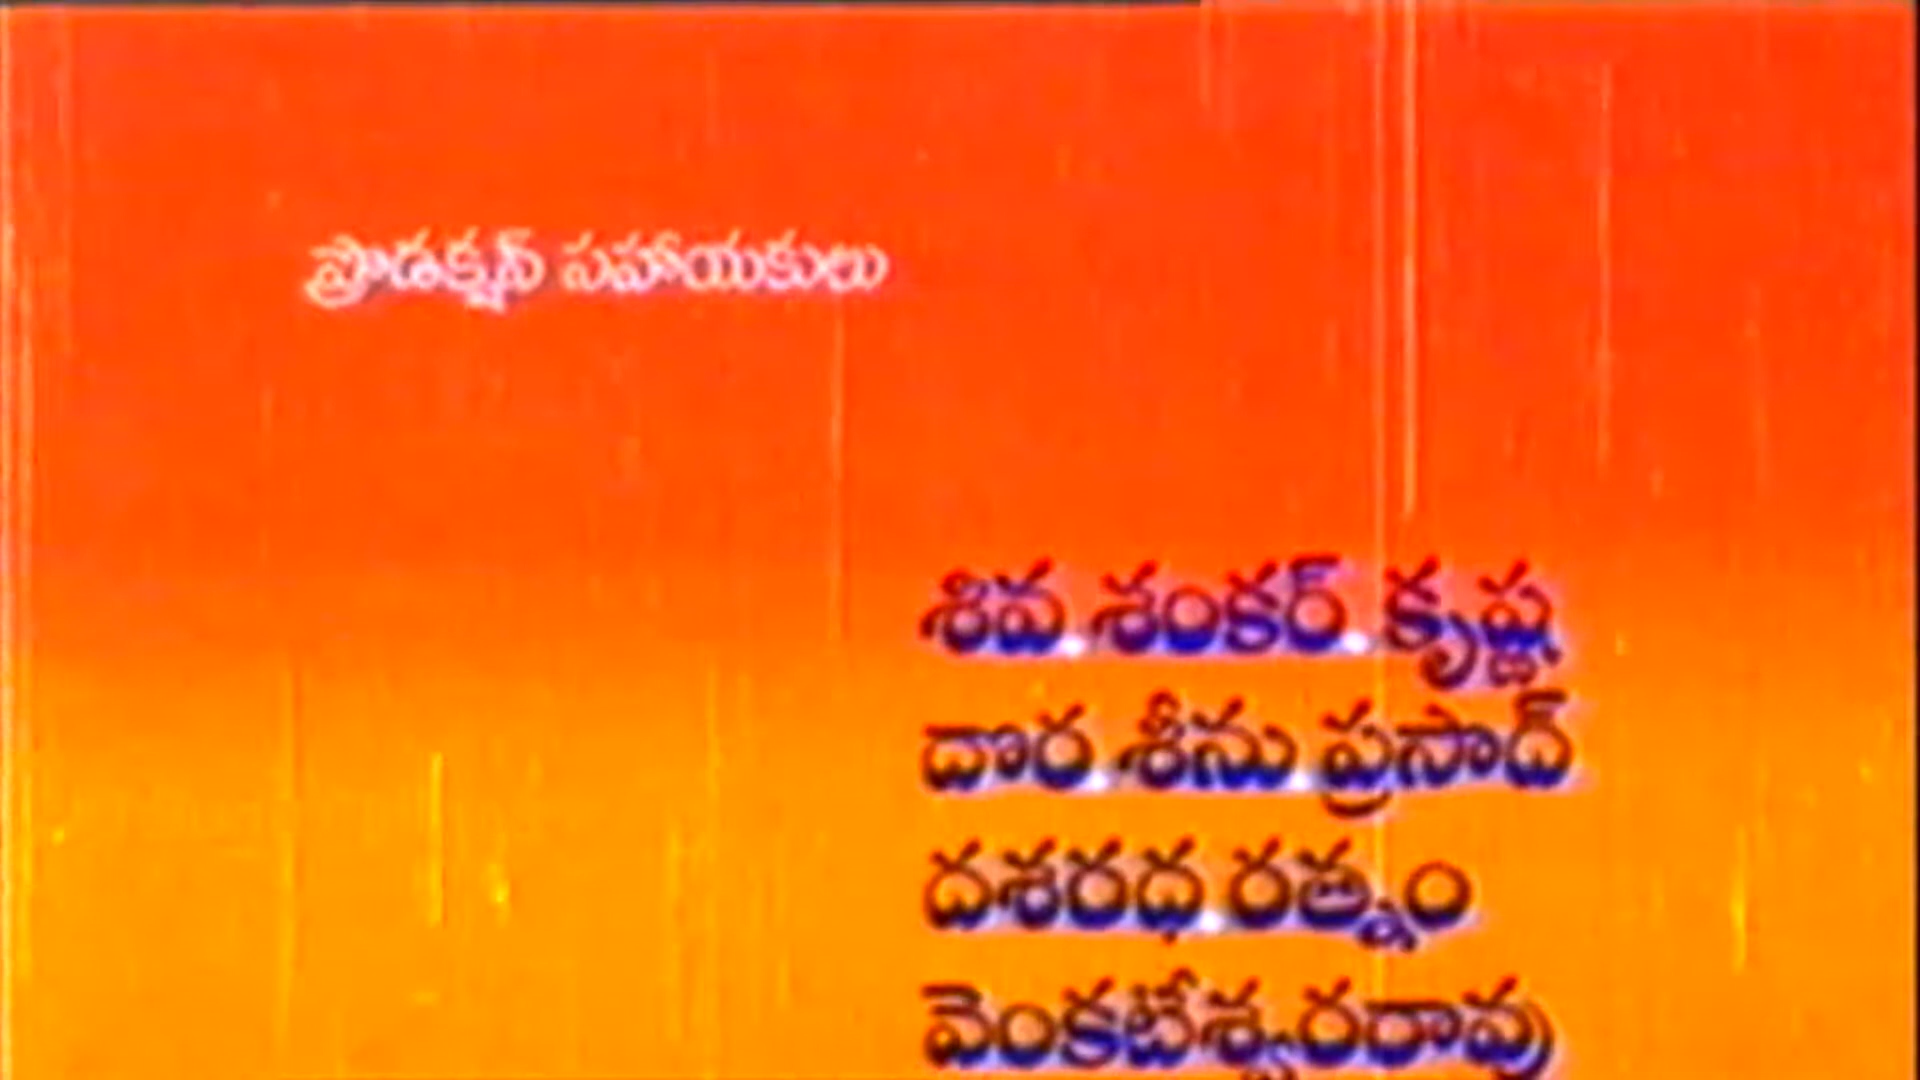 ప్రొడక్షన్ సహాయకులు
శివ. శంకర్. కృష్ణ
దొర. శీను. ప్రసాద్
దశరధ. రత్నం
వెంకటేశ్వరరావు